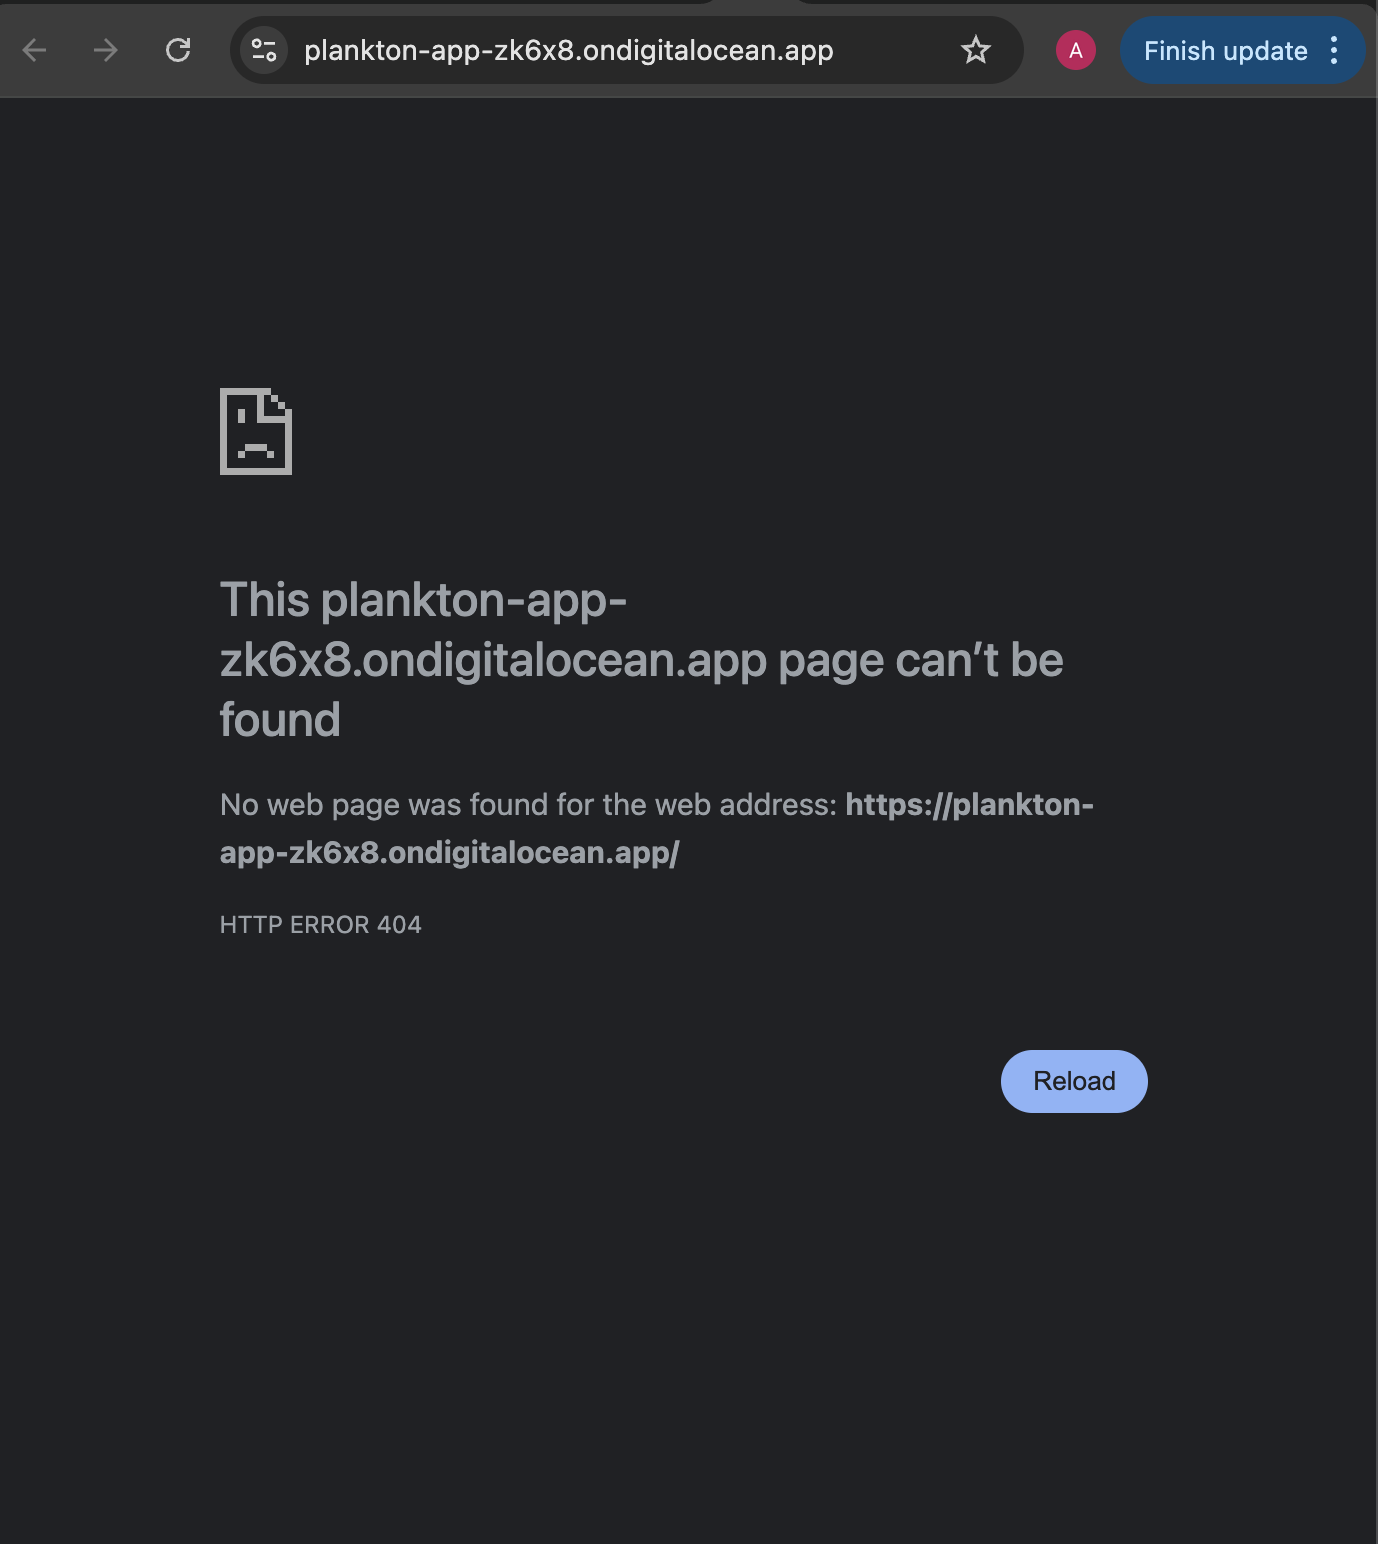 plankton-app-zk6x8.ondigitalocean.app
A
Finish update
This plankton-app-
zk6x8.ondigitalocean.app page can’t be
found
No web page was found for the web address: https://plankton-
app-zk6x8.ondigitalocean.app/
HTTP ERROR 404
Reload